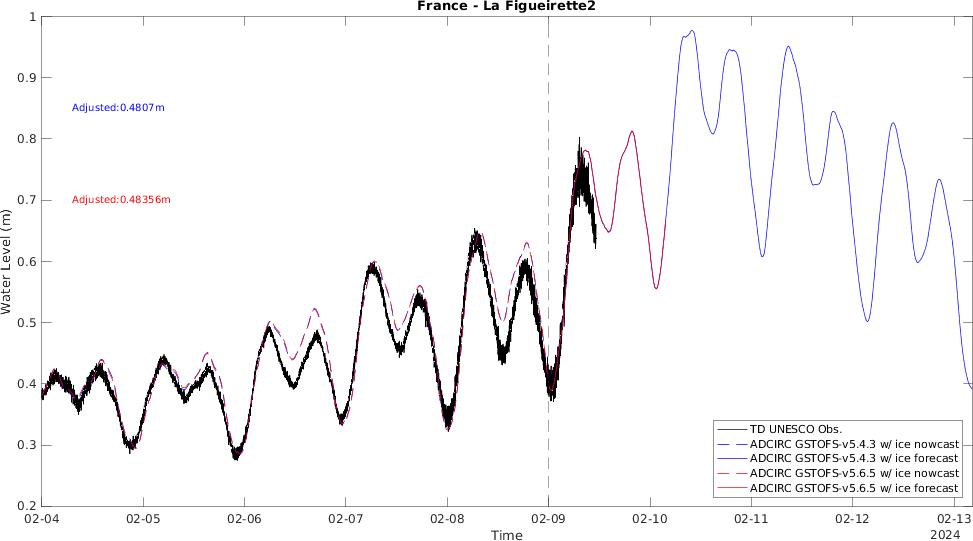 France - La Figueirette2
1
0.9
0.8
0.7
0.6
0.5
0.4
0.3
0.2
Water Level (m)
Adjusted:0.4807m
Adjusted:0.48356m
TD UNESCO Obs.
ADCIRC GSTOFS-v5.4.3 w/ ice nowcast
ADCIRC GSTOFS-v5.4.3 w/ ice forecast
ADCIRC GSTOFS-v5.6.5 w/ ice nowcast
ADCIRC GSTOFS-v5.6.5 w/ ice forecast
02-04 02-05 02-06 02-07 02-08 02-09 02-10 02-11 02-12 02-13
Time
2024